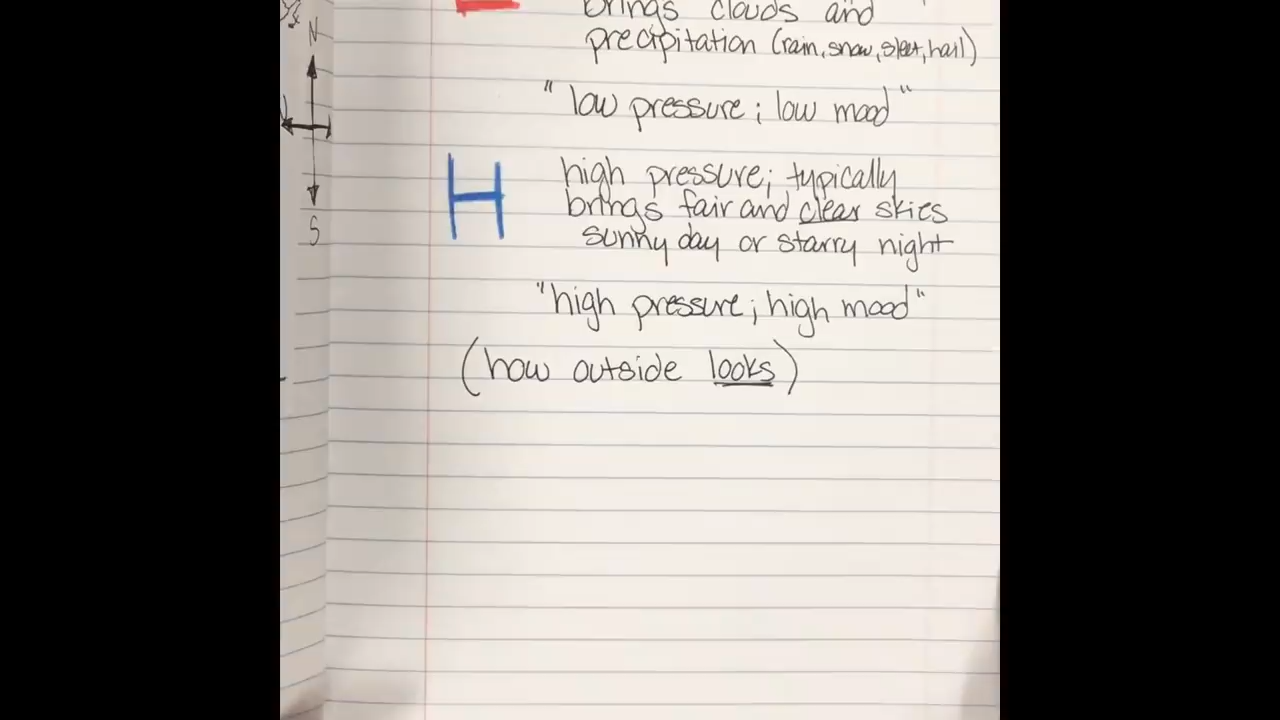 N
S
brings clouds and
precipitation (rain, snow, sleet, hail)
"low pressure; low mood"
H
high pressure; typically
brings fair and clear skies
sunny day or starry night
"high pressure; high mood"
(how outside looks)